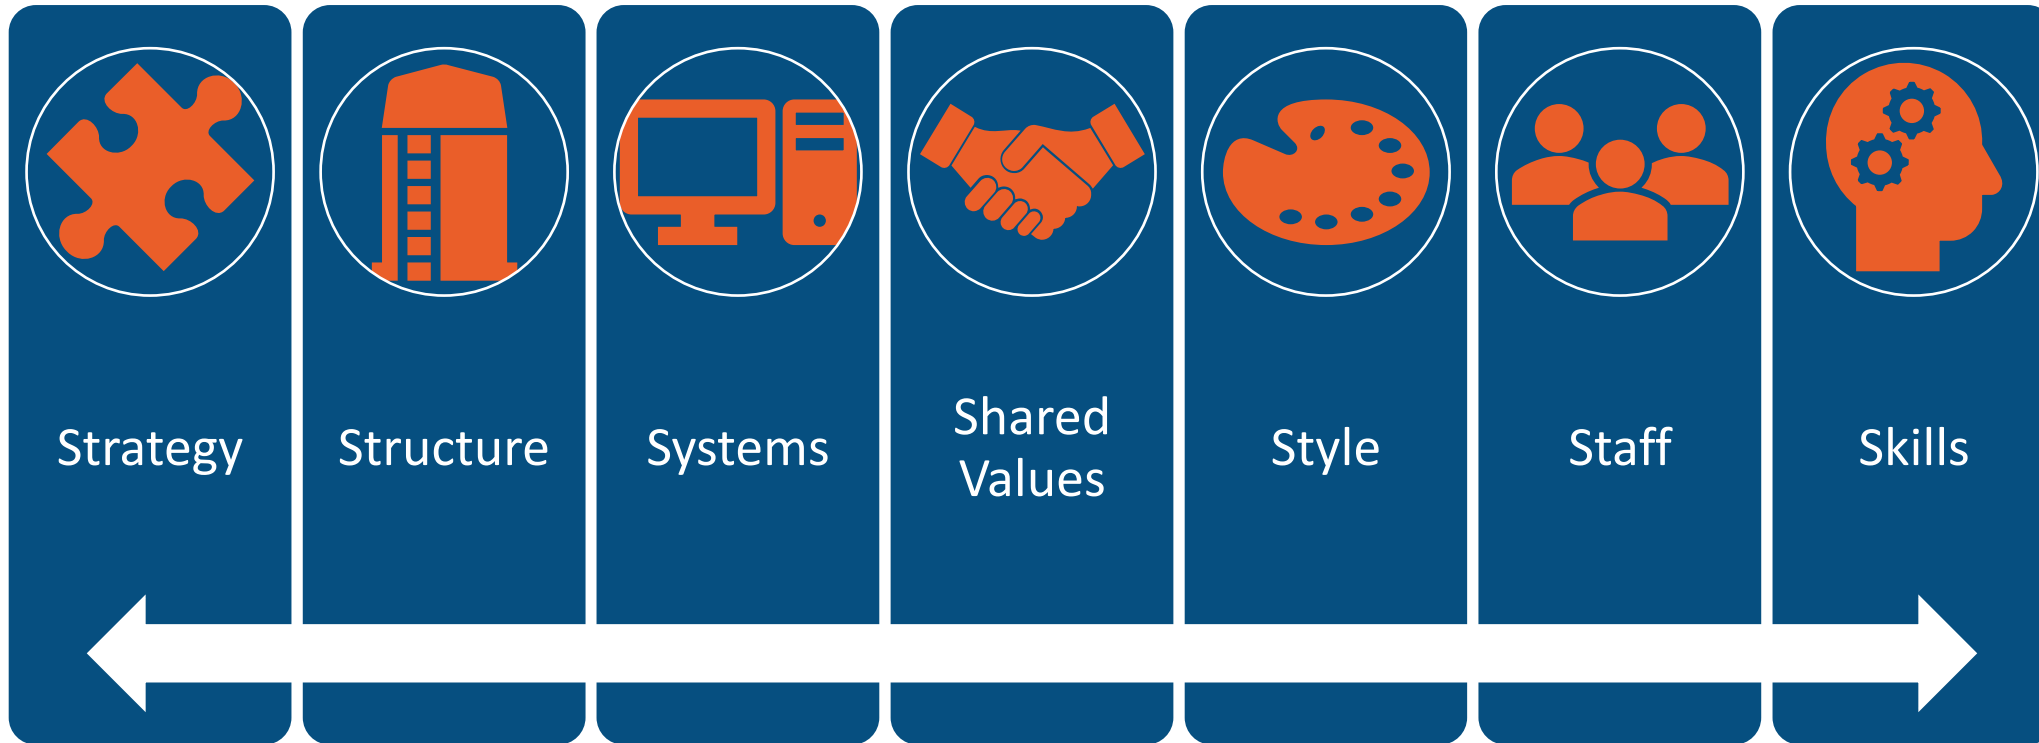 Strategy
Structure
Systems
Shared
Values
Style
Staff
Skills